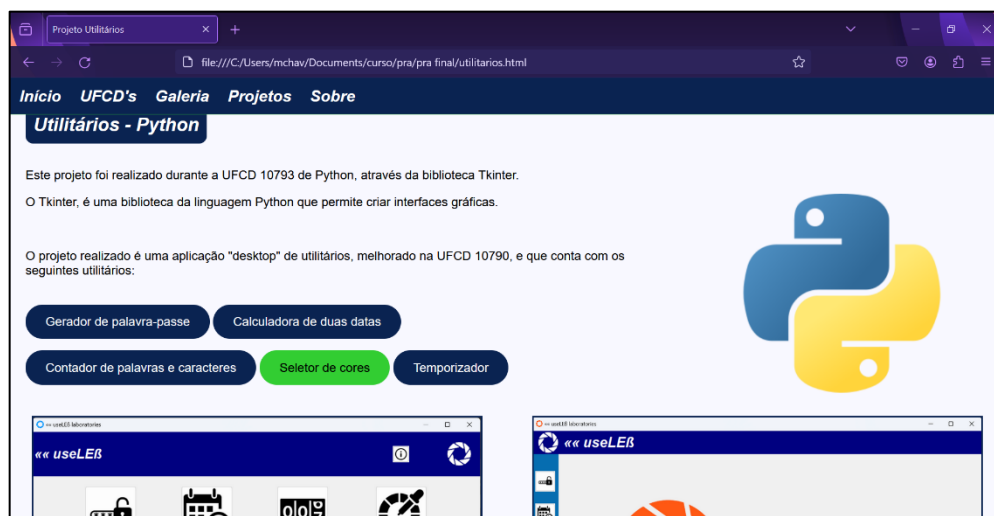 Projeto Utilitários
file:///C:/Users/mchav/Documents/curso/pra/pra final/utilitarios.html
Início UFCD's Galeria Projetos Sobre
Utilitários - Python
Este projeto foi realizado durante a UFCD 10793 de Python, através da biblioteca Tkinter.
O Tkinter, é uma biblioteca da linguagem Python que permite criar interfaces gráficas.
O projeto realizado é uma aplicação "desktop" de utilitários, melhorado na UFCD 10790, e que conta com os
seguintes utilitários:
Gerador de palavra-passe Calculadora de duas datas
Contador de palavras e caracteres Seletor de cores Temporizador
«« useLEß laboratories
«« useLEß
«« useLEß laboratories
«« useLEß